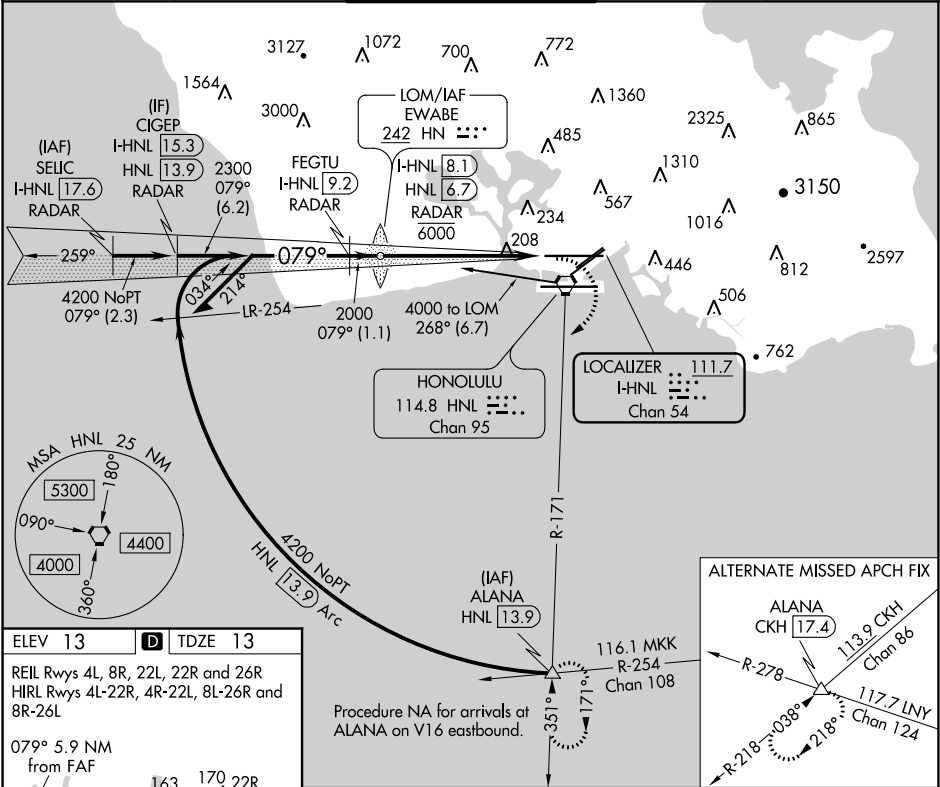 3127
1072
700
772
1564
3000
1360
2325
865
485
1310
3150
567
1016
234
208
446
812
2597
506
762
(IAF)
SELIC
I-HNL 17.6
RADAR
(IF)
CIGEP
I-HNL 15.3
HNL 13.9
RADAR
2300
079°
(6.2)
FEGTU
I-HNL 9.2
RADAR
LOM/IAF
EWABE
242 HN
I-HNL 8.1
HNL 6.7
RADAR
6000
259°
079°
034°
214°
4200 NoPT
079° (2.3)
LR-254
2000
079° (1.1)
4000 to LOM
268° (6.7)
HONOLULU
114.8 HNL
Chan 95
LOCALIZER 111.7
I-HNL
Chan 54
R-171
MSA HNL 25 NM
180°
5300
090°
4400
4000
360°
4200 NoPT
HNL 13.9 Arc
(IAF)
ALANA
HNL 13.9
116.1 MKK
R-254
Chan 108
351°
171°
Procedure NA for arrivals at
ALANA on V16 eastbound.
ALTERNATE MISSED APCH FIX
ALANA
CKH 17.4
113.9 CKH
Chan 86
R-278
117.7 LNY
Chan 124
R-218
038°
218°
ELEV 13 D TDZE 13
REIL Rwys 4L, 8R, 22L, 22R and 26R
HIRL Rwys 4L-22R, 4R-22L, 8L-26R and
8R-26L
079° 5.9 NM
from FAF
163
170
22R